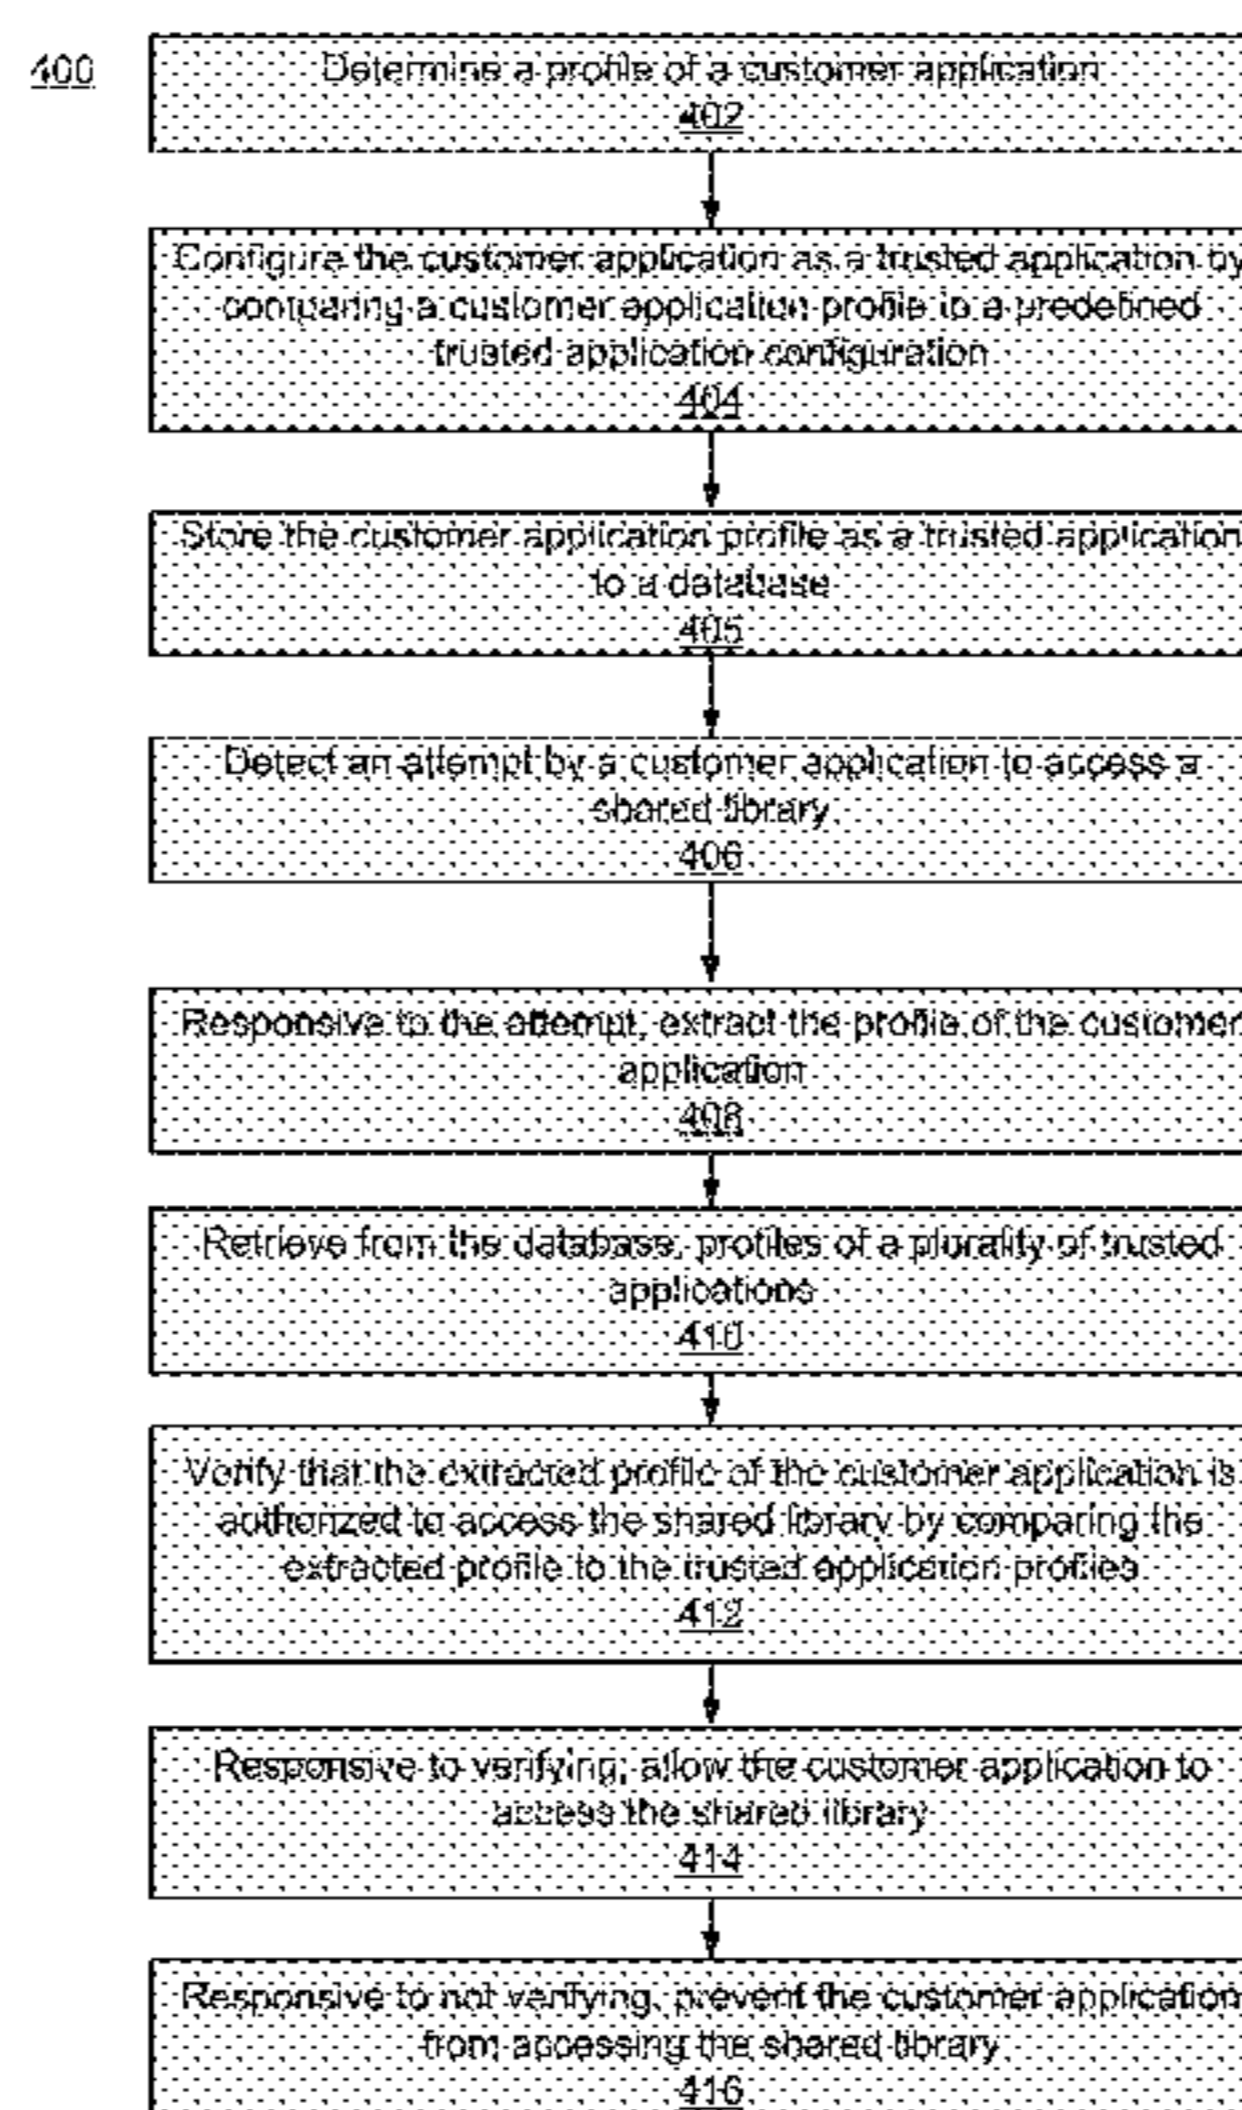 400
Determine a profile of a customer application
402
Configure the customer application as a trusted application by
comparing a customer application profile to a predefined
trusted application configuration
404
Store the customer application profile as a trusted application
to a database
405
Detect an attempt by a customer application to access a
shared library
406
Responsive to the attempt, extract the profile of the customer
application
408
Retrieve from the database, profiles of a plurality of trusted
applications
410
Verify that the extracted profile of the customer application is
authorized to access the shared library by comparing the
extracted profile to the trusted application profiles
412
Responsive to verifying, allow the customer application to
access the shared library
414
Responsive to not verifying, prevent the customer application
from accessing the shared library
416